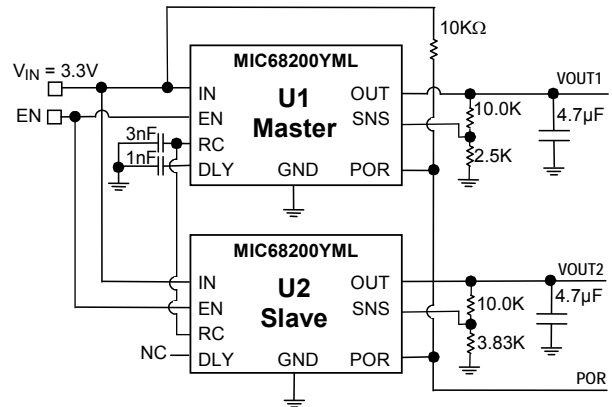 10KΩ
MIC68200YML
VIN = 3.3V
IN
U1
OUT
VOUT1
EN
EN
Master
SNS
10.0K
4.7µF
3nF
RC
2.5K
1nF
DLY
GND
POR
MIC68200YML
IN
U2
OUT
VOUT2
EN
Slave
SNS
10.0K
4.7µF
RC
3.83K
NC
DLY
GND
POR
POR